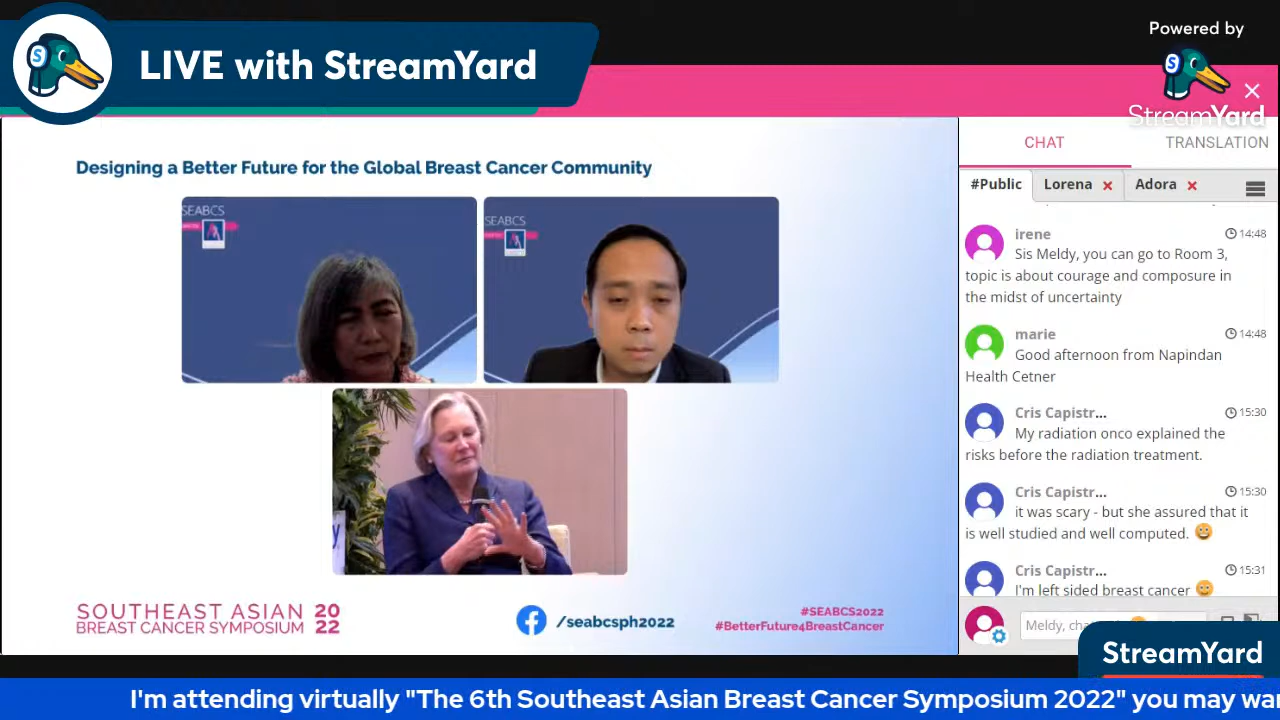 LIVE with StreamYard
Powered by
StreamYard
CHAT
TRANSLATION
#Public
Lorena
Adora
Designing a Better Future for the Global Breast Cancer Community
SEABCS
SEABCS
irene
14:48
Sis Meldy, you can go to Room 3,
topic is about courage and composure in
the midst of uncertainty
marie
14:48
Good afternoon from Napindan
Health Cetner
Cris Capistr...
15:30
My radiation onco explained the
risks before the radiation treatment.
Cris Capistr...
15:30
it was scary - but she assured that it
is well studied and well computed.
Cris Capistr...
15:31
I'm left sided breast cancer
SOUTHEAST ASIAN 20
BREAST CANCER SYMPOSIUM 22
/seabcsph2022
#SEABCS2022
#BetterFuture4BreastCancer
Meldy,
StreamYard
I'm attending virtually "The 6th Southeast Asian Breast Cancer Symposium 2022" you may wa